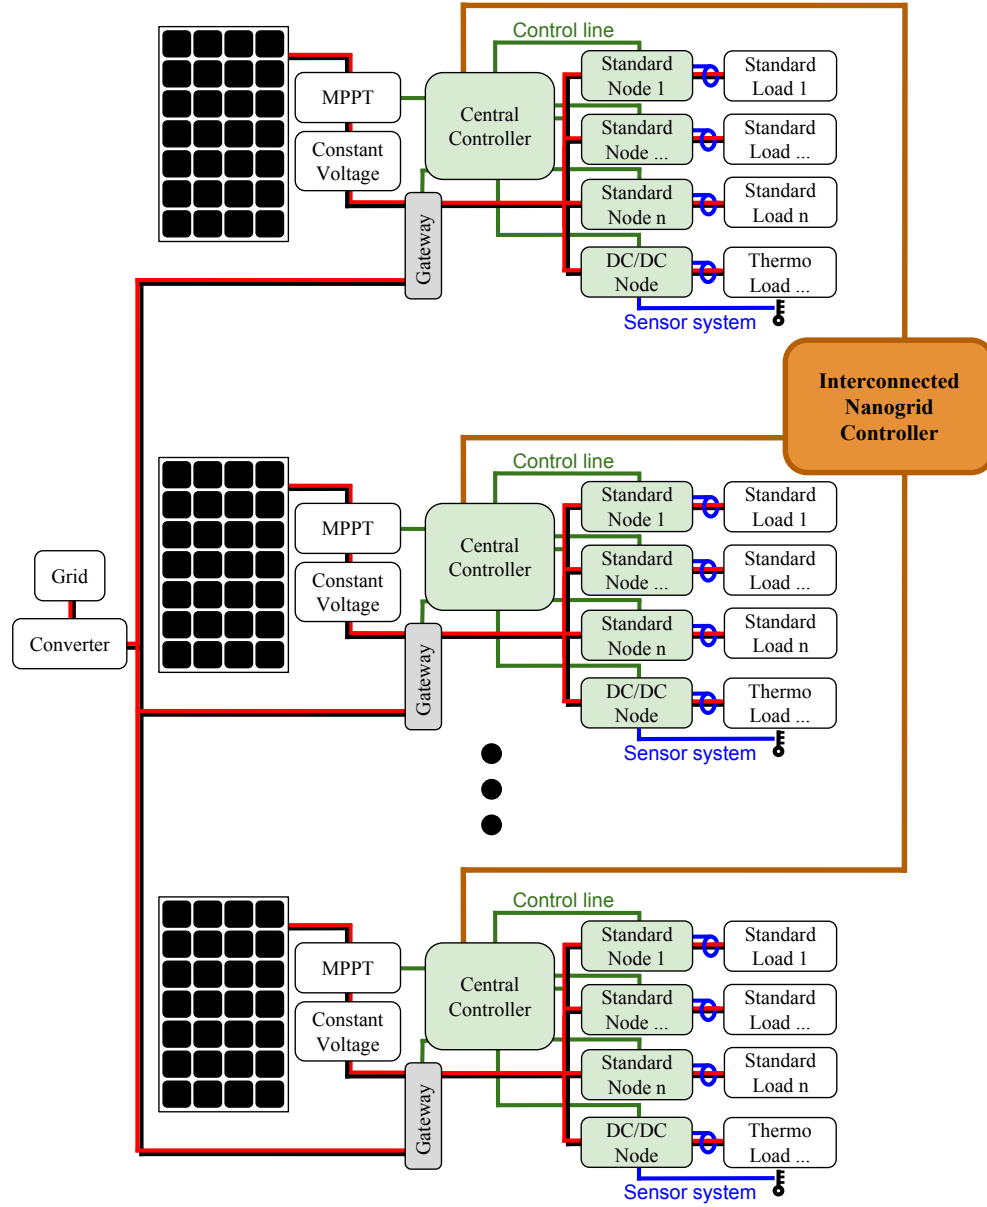 Control line
MPPT
Constant
Voltage
Central
Controller
Gateway
Standard
Node 1
Standard
Load 1
Standard
Node ...
Standard
Load ...
Standard
Node n
Standard
Load n
DC/DC
Node
Thermo
Load ...
Sensor system
Interconnected
Nanogrid
Controller
Grid
Converter
Control line
MPPT
Constant
Voltage
Central
Controller
Gateway
Standard
Node 1
Standard
Load 1
Standard
Node ...
Standard
Load ...
Standard
Node n
Standard
Load n
DC/DC
Node
Thermo
Load ...
Sensor system
Control line
MPPT
Constant
Voltage
Central
Controller
Gateway
Standard
Node 1
Standard
Load 1
Standard
Node ...
Standard
Load ...
Standard
Node n
Standard
Load n
DC/DC
Node
Thermo
Load ...
Sensor system